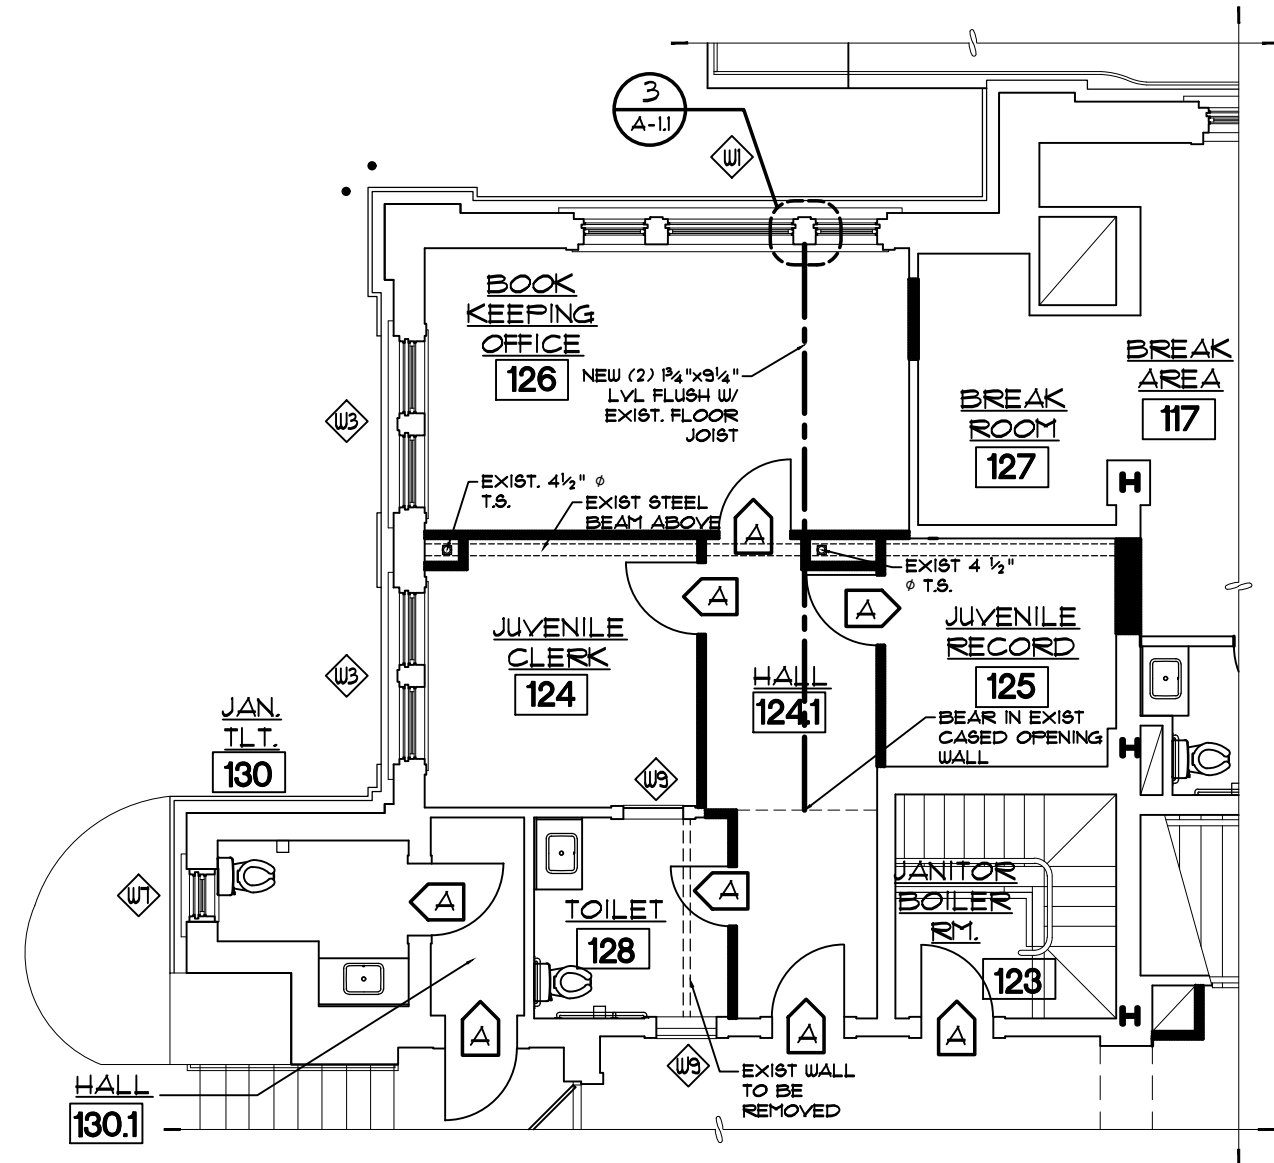 3
A-1.1
W1
BOOK
KEEPING
OFFICE
126
NEW (2) 1¾"x9¼"
LVL FLUSH W/
EXIST. FLOOR
JOIST
BREAK
AREA
117
BREAK
ROOM
127
W3
EXIST. 4½" ϕ
T.S.
EXIST STEEL
BEAM ABOVE
A
H
EXIST 4 ½"
ϕ T.S.
A
A
JUVENILE
CLERK
124
JUVENILE
RECORD
125
HALL
124.1
W3
JAN.
TLT.
130
BEAR IN EXIST
CASED OPENING
WALL
H
W9
W7
A
A
TOILET
128
JANITOR
BOILER
RM.
123
H
A
A
A
W9
EXIST WALL
TO BE
REMOVED
HALL
130.1